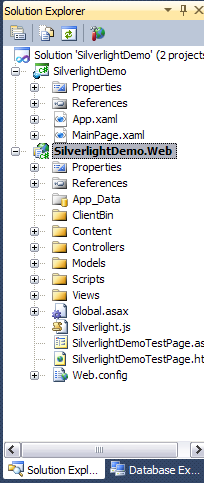 Solution Explorer
Solution 'SilverlightDemo' (2 projects
SilverlightDemo
Properties
References
App.xaml
MainPage.xaml
SilverlightDemo.Web
Properties
References
App_Data
ClientBin
Content
Controllers
Models
Scripts
Views
Global.asax
Silverlight.js
SilverlightDemoTestPage.as
SilverlightDemoTestPage.ht
Web.config
Solution Expl...
Database Ex...